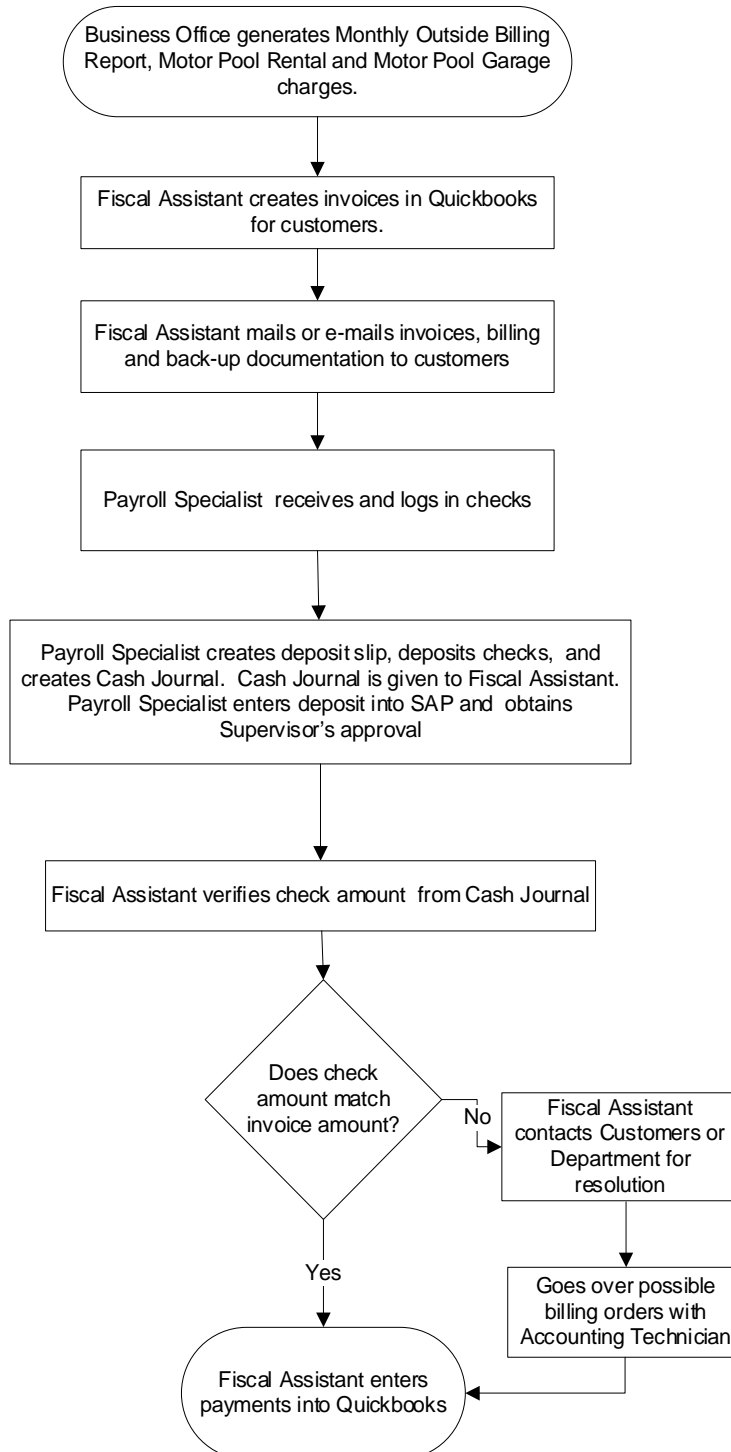 Business Office generates Monthly Outside Billing
Report, Motor Pool Rental and Motor Pool Garage
charges.
Fiscal Assistant creates invoices in Quickbooks
for customers.
Fiscal Assistant mails or e-mails invoices, billing
and back-up documentation to customers
Payroll Specialist receives and logs in checks
Payroll Specialist creates deposit slip, deposits checks, and
creates Cash Journal. Cash Journal is given to Fiscal Assistant.
Payroll Specialist enters deposit into SAP and obtains
Supervisor's approval
Fiscal Assistant verifies check amount from Cash Journal
Does check
amount match
invoice amount?
No
Fiscal Assistant
contacts Customers or
Department for
resolution
Yes
Goes over possible
billing orders with
Accounting Technician
Fiscal Assistant enters
payments into Quickbooks